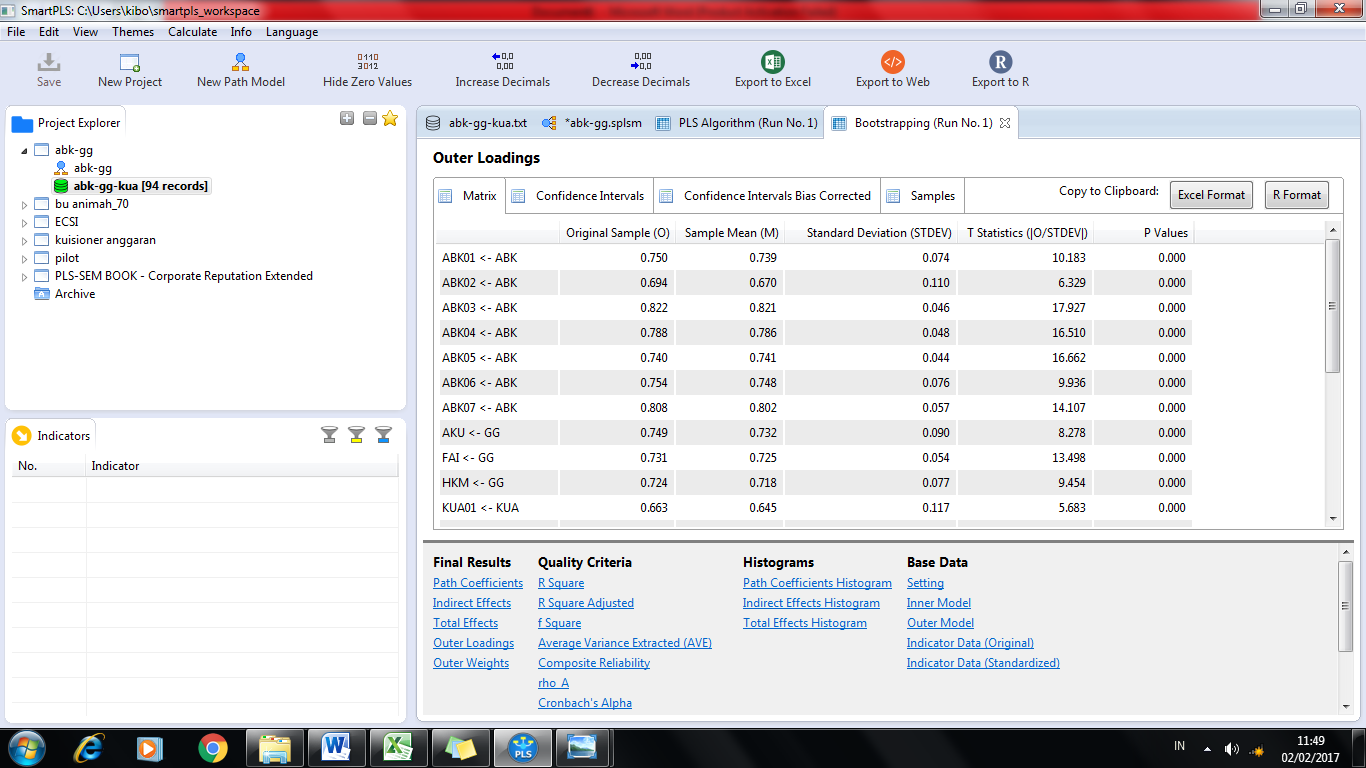 SmartPLS: C:\Users\kibo\smartpls_workspace
File Edit View Themes Calculate Info Language
0110 3012 0,0 0,00
Save New Project New Path Model Hide Zero Values Increase Decimals Decrease Decimals Export to Excel Export to Web Export to R
Project Explorer
abk-gg
abk-gg
abk-gg-kua [94 records]
bu animah_70
ECSI
kuisioner anggaran
pilot
PLS-SEM BOOK - Corporate Reputation Extended
Archive
Indicators
No. Indicator
abk-gg-kua.txt *abk-gg.splsm PLS Algorithm (Run No. 1) Bootstrapping (Run No. 1)
Outer Loadings
Matrix Confidence Intervals Confidence Intervals Bias Corrected Samples Copy to Clipboard: Excel Format R Format
Original Sample (O) Sample Mean (M) Standard Deviation (STDEV) T Statistics (|O/STDEV|) P Values
ABK01 <- ABK 0.750 0.739 0.074 10.183 0.000
ABK02 <- ABK 0.694 0.670 0.110 6.329 0.000
ABK03 <- ABK 0.822 0.821 0.046 17.927 0.000
ABK04 <- ABK 0.788 0.786 0.048 16.510 0.000
ABK05 <- ABK 0.740 0.741 0.044 16.662 0.000
ABK06 <- ABK 0.754 0.748 0.076 9.936 0.000
ABK07 <- ABK 0.808 0.802 0.057 14.107 0.000
AKU <- GG 0.749 0.732 0.090 8.278 0.000
FAI <- GG 0.731 0.725 0.054 13.498 0.000
HKM <- GG 0.724 0.718 0.077 9.454 0.000
KUA01 <- KUA 0.663 0.645 0.117 5.683 0.000
Final Results Quality Criteria Histograms Base Data
Path Coefficients R Square Path Coefficients Histogram Setting
Indirect Effects R Square Adjusted Indirect Effects Histogram Inner Model
Total Effects f Square Total Effects Histogram Outer Model
Outer Loadings Average Variance Extracted (AVE) Indicator Data (Original)
Outer Weights Composite Reliability Indicator Data (Standardized)
rho_A
Cronbach's Alpha
PLS
IN
11:49
02/02/2017